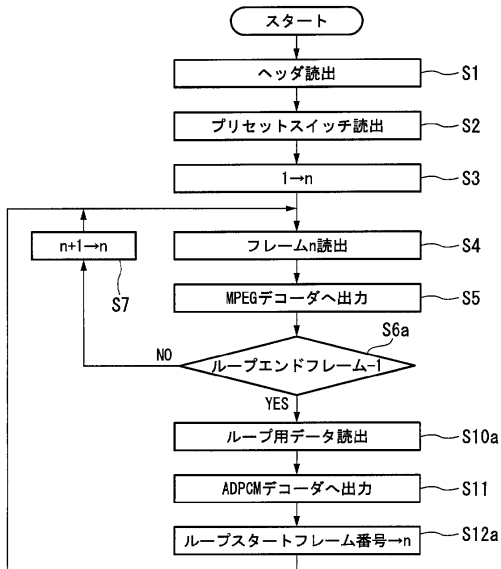 スタート
ヘッダ読出
S1
プリセットスイッチ読出
S2
1→n
S3
n+1→n
S7
フレームn読出
S4
MPEGデコーダへ出力
S5
S6a
NO
ループエンドフレーム-1
YES
ループ用データ読出
S10a
ADPCMデコーダへ出力
S11
ループスタートフレーム番号→n
S12a